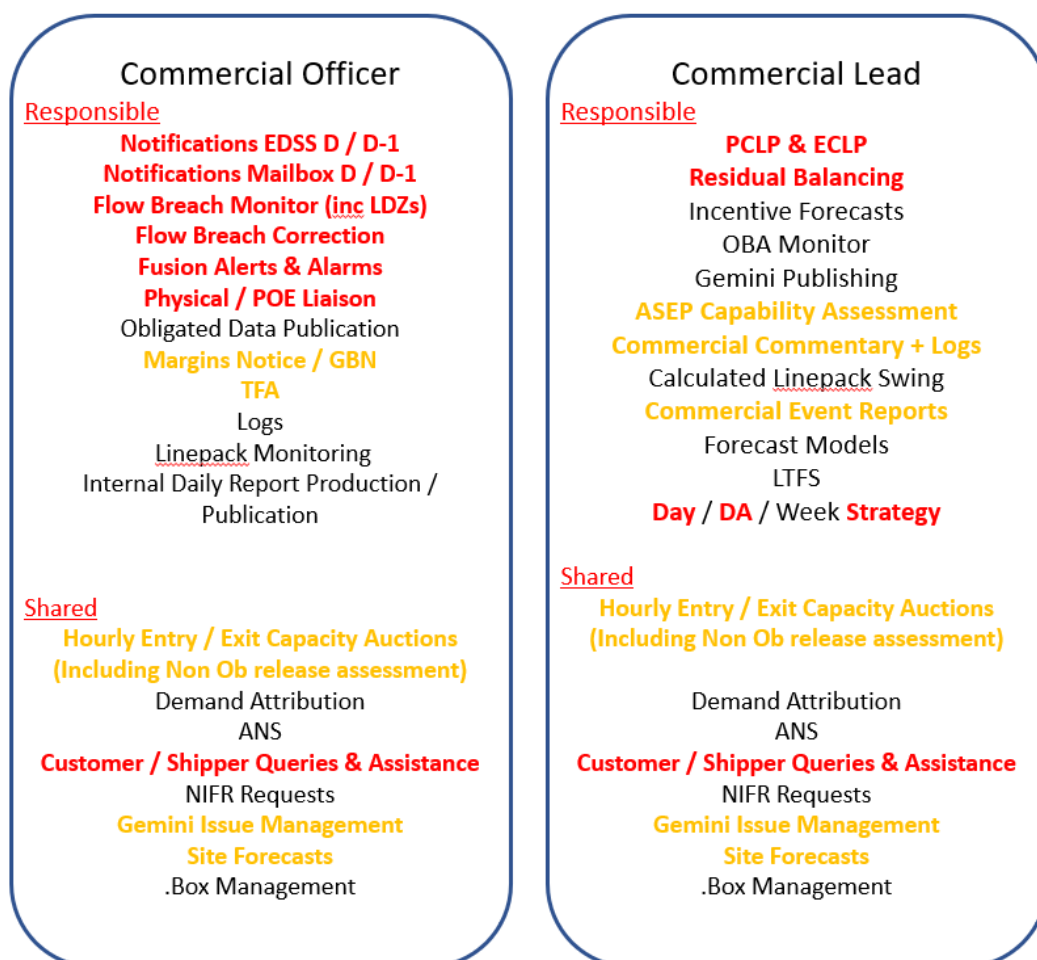 Commercial Officer
Responsible
Notifications EDSS D / D-1
Notifications Mailbox D / D-1
Flow Breach Monitor (inc LDZs)
Flow Breach Correction
Fusion Alerts & Alarms
Physical / POE Liaison
Obligated Data Publication
Margins Notice / GBN
TFA
Logs
Linepack Monitoring
Internal Daily Report Production /
Publication
Shared
Hourly Entry / Exit Capacity Auctions
(Including Non Ob release assessment)
Demand Attribution
ANS
Customer / Shipper Queries & Assistance
NIFR Requests
Gemini Issue Management
Site Forecasts
.Box Management
Commercial Lead
Responsible
PCLP & ECLP
Residual Balancing
Incentive Forecasts
OBA Monitor
Gemini Publishing
ASEP Capability Assessment
Commercial Commentary + Logs
Calculated Linepack Swing
Commercial Event Reports
Forecast Models
LTFS
Day / DA / Week Strategy
Shared
Hourly Entry / Exit Capacity Auctions
(Including Non Ob release assessment)
Demand Attribution
ANS
Customer / Shipper Queries & Assistance
NIFR Requests
Gemini Issue Management
Site Forecasts
.Box Management